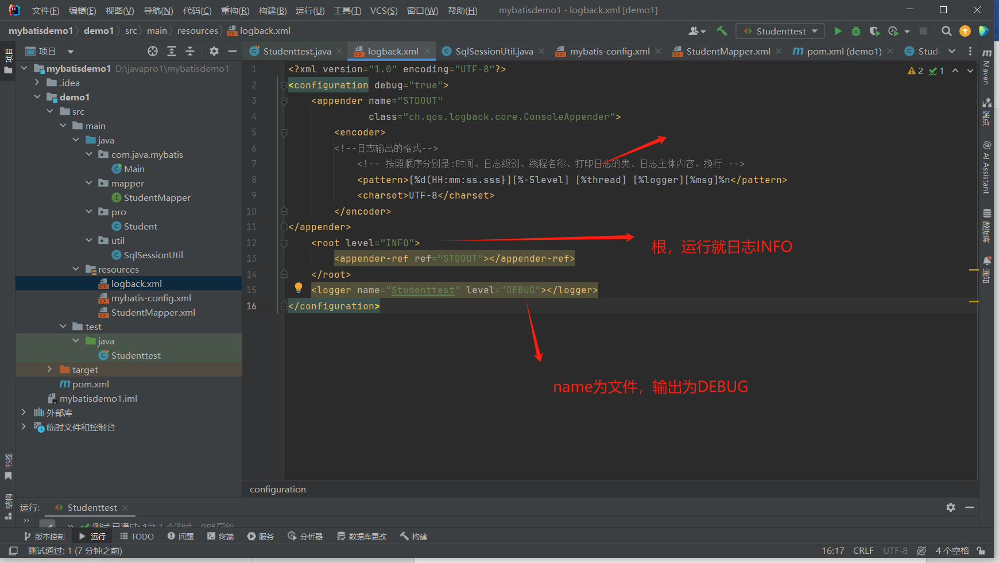 文件(F) 编辑(E) 视图(V) 导航(N) 代码(C) 重构(R) 构建(B) 运行(U) 工具(T) VCS(S) 窗口(W) 帮助(H) mybatisdemo1 - logback.xml [demo1]
mybatisdemo1 demo1 src main resources logback.xml Studenttest
项目 Studenttest.java logback.xml SqlSessionUtil.java mybatis-config.xml StudentMapper.xml pom.xml (demo1) Stud
项目
mybatisdemo1 D:\javapro1\mybatisdemo1
.idea
demo1
src
main
java
com.java.mybatis
Main
mapper
StudentMapper
pro
Student
util
SqlSessionUtil
resources
logback.xml
mybatis-config.xml
StudentMapper.xml
test
java
Studenttest
target
pom.xml
mybatisdemo1.iml
外部库
临时文件和控制台
书签
结构
1 <?xml version="1.0" encoding="UTF-8"?>
2 <configuration debug="true">
3 <appender name="STDOUT"
4 class="ch.qos.logback.core.ConsoleAppender">
5 <encoder>
6 <!--日志输出的格式-->
7 <!-- 按照顺序分别是:时间、日志级别、线程名称、打印日志的类、日志主体内容、换行 -->
8 <pattern>[%d(HH:mm:ss.sss}][%-5level] [%thread] [%logger][%msg]%n</pattern>
9 <charset>UTF-8</charset>
10 </encoder>
11 </appender>
12 <root level="INFO">
13 <appender-ref ref="STDOUT"></appender-ref>
14 </root>
15 <logger name="Studenttest" level="DEBUG"></logger>
16 </configuration>
2 1
根，运行就日志INFO
name为文件，输出为DEBUG
Maven
端点
AI Assistant
数据库
通知
configuration
运行: Studenttest
测试 已通过: 1共 1 个测试 – 985毫秒
版本控制 运行 TODO 问题 终端 服务 分析器 数据库更改 构建
测试通过: 1 (7 分钟之前) 16:17 CRLF UTF-8 4 个空格